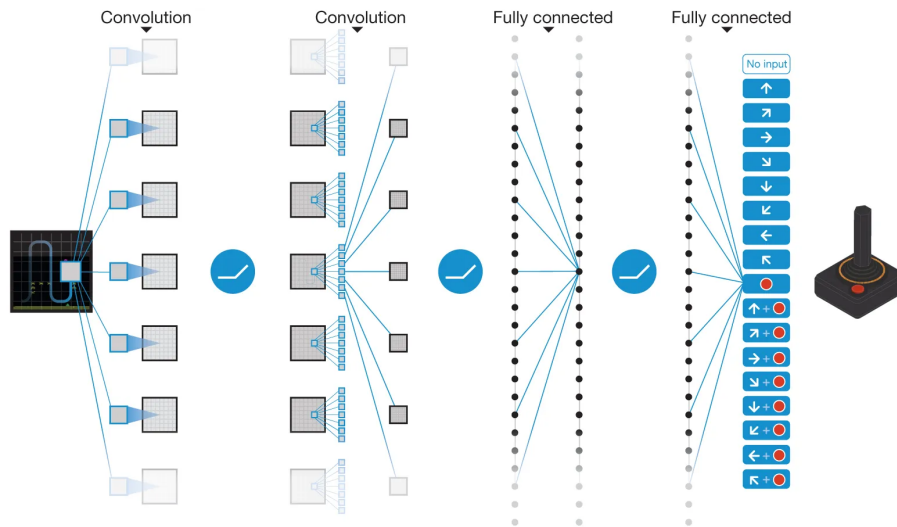 Convolution
Convolution
Fully connected
Fully connected
No input
+
+
+
+
+
+
+
+